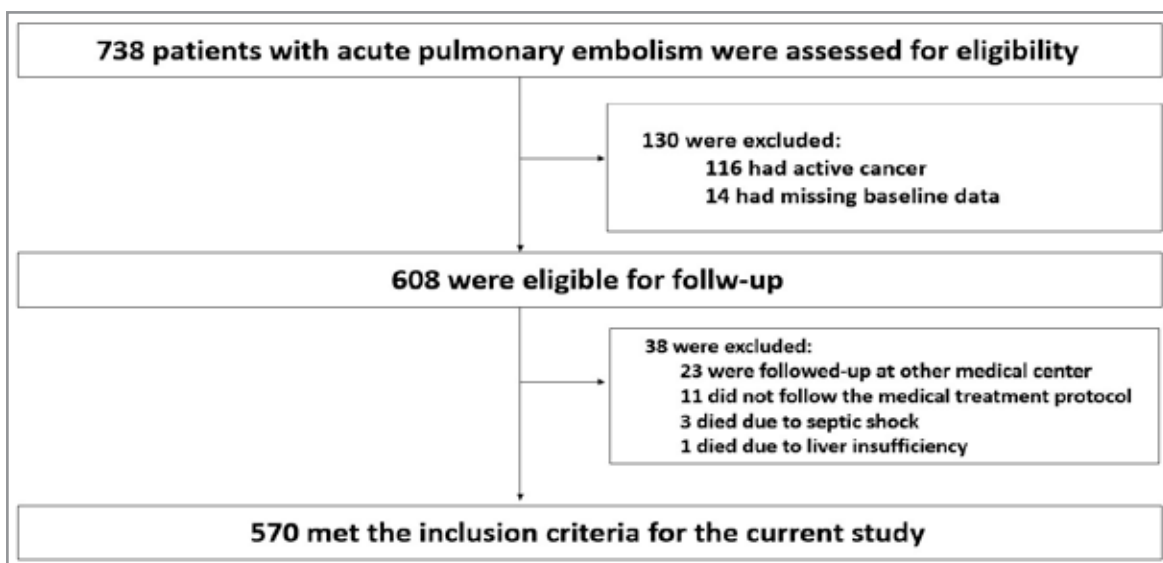 738 patients with acute pulmonary embolism were assessed for eligibility
130 were excluded:
116 had active cancer
14 had missing baseline data
608 were eligible for follw-up
38 were excluded:
23 were followed-up at other medical center
11 did not follow the medical treatment protocol
3 died due to septic shock
1 died due to liver insufficiency
570 met the inclusion criteria for the current study